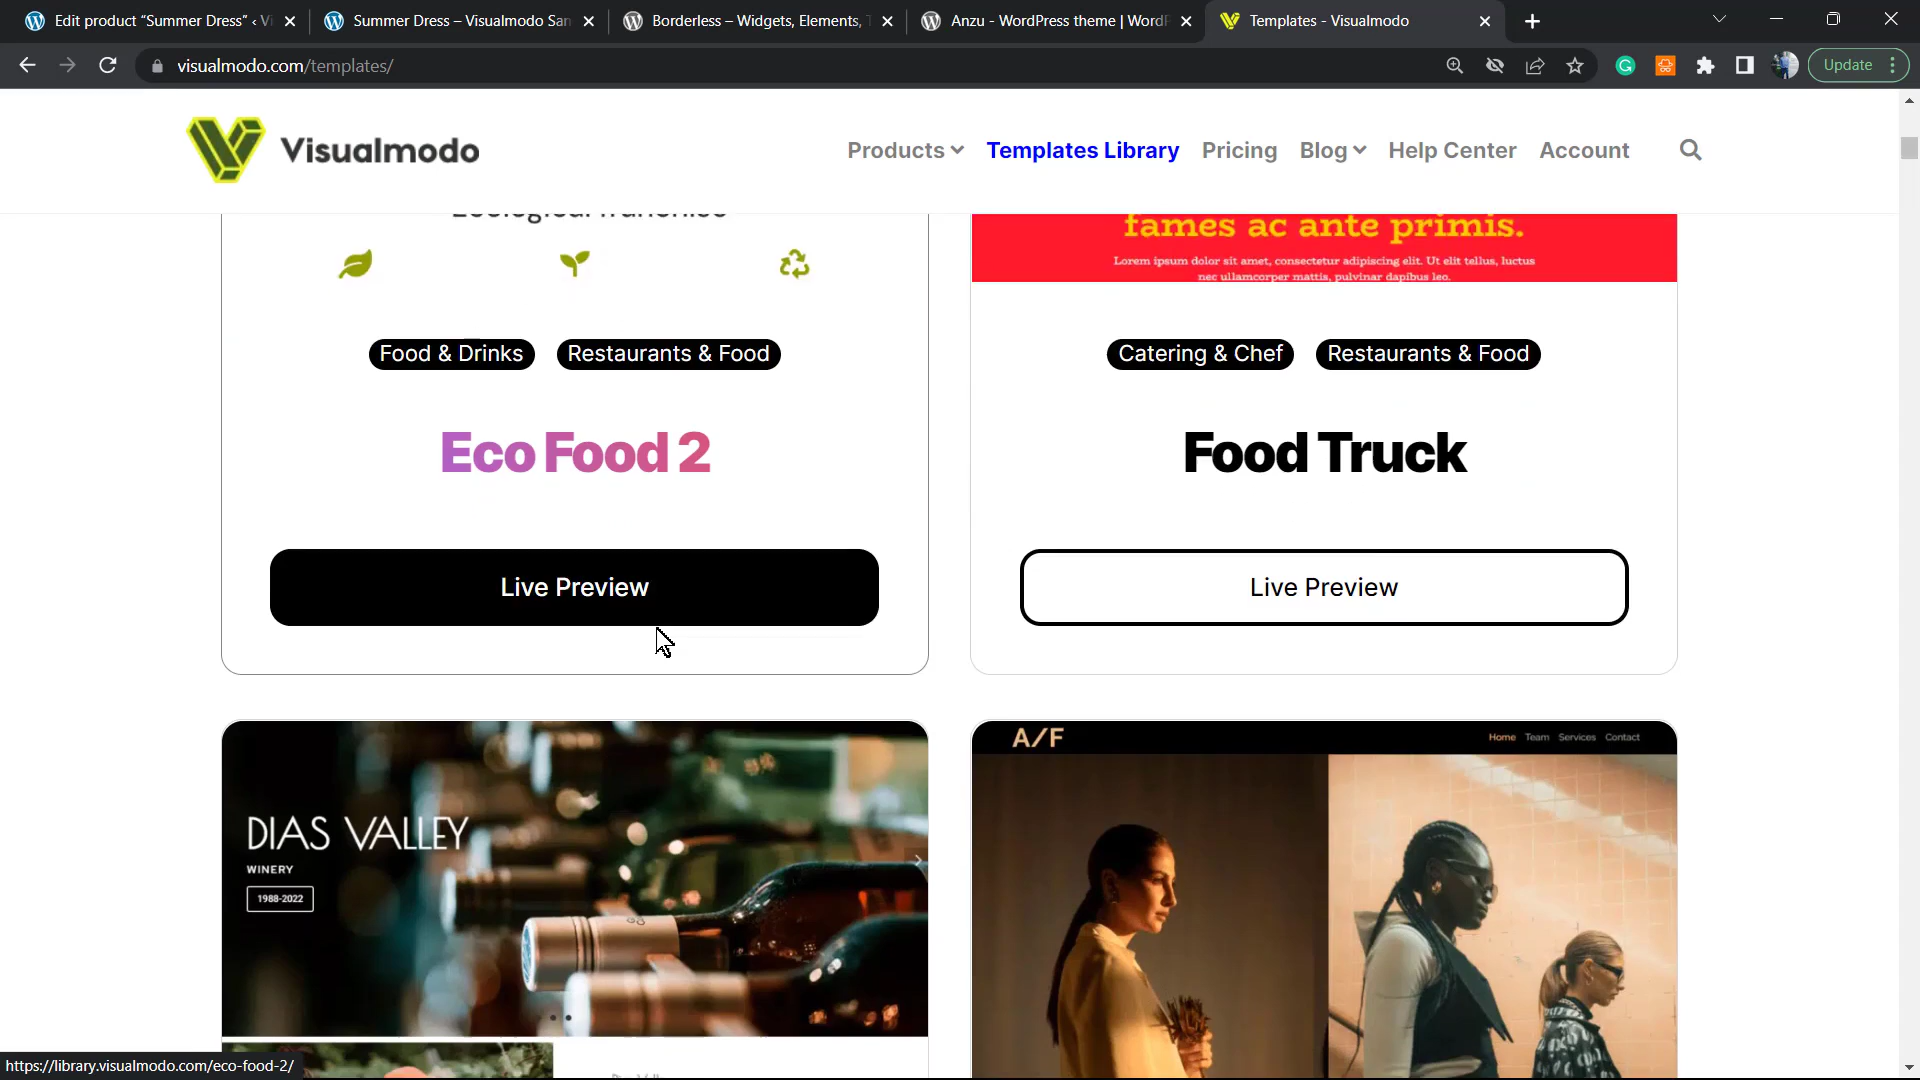 Edit product “Summer Dress” ‹ Vi
Summer Dress – Visualmodo San
Borderless – Widgets, Elements, T
Anzu - WordPress theme | WordP
Templates - Visualmodo
visualmodo.com/templates/
Update
Visualmodo
Products
Templates Library
Pricing
Blog
Help Center
Account
fames ac ante primis.
Lorem ipsum dolor sit amet, consectetur adipiscing elit. Ut elit tellus, luctus
nec ullamcorper mattis, pulvinar dapibus leo.
Food & Drinks
Restaurants & Food
Catering & Chef
Restaurants & Food
Eco Food 2
Food Truck
Live Preview
Live Preview
DIAS VALLEY
WINERY
1988-2022
A/F
Home Team Services Contact
https://library.visualmodo.com/eco-food-2/